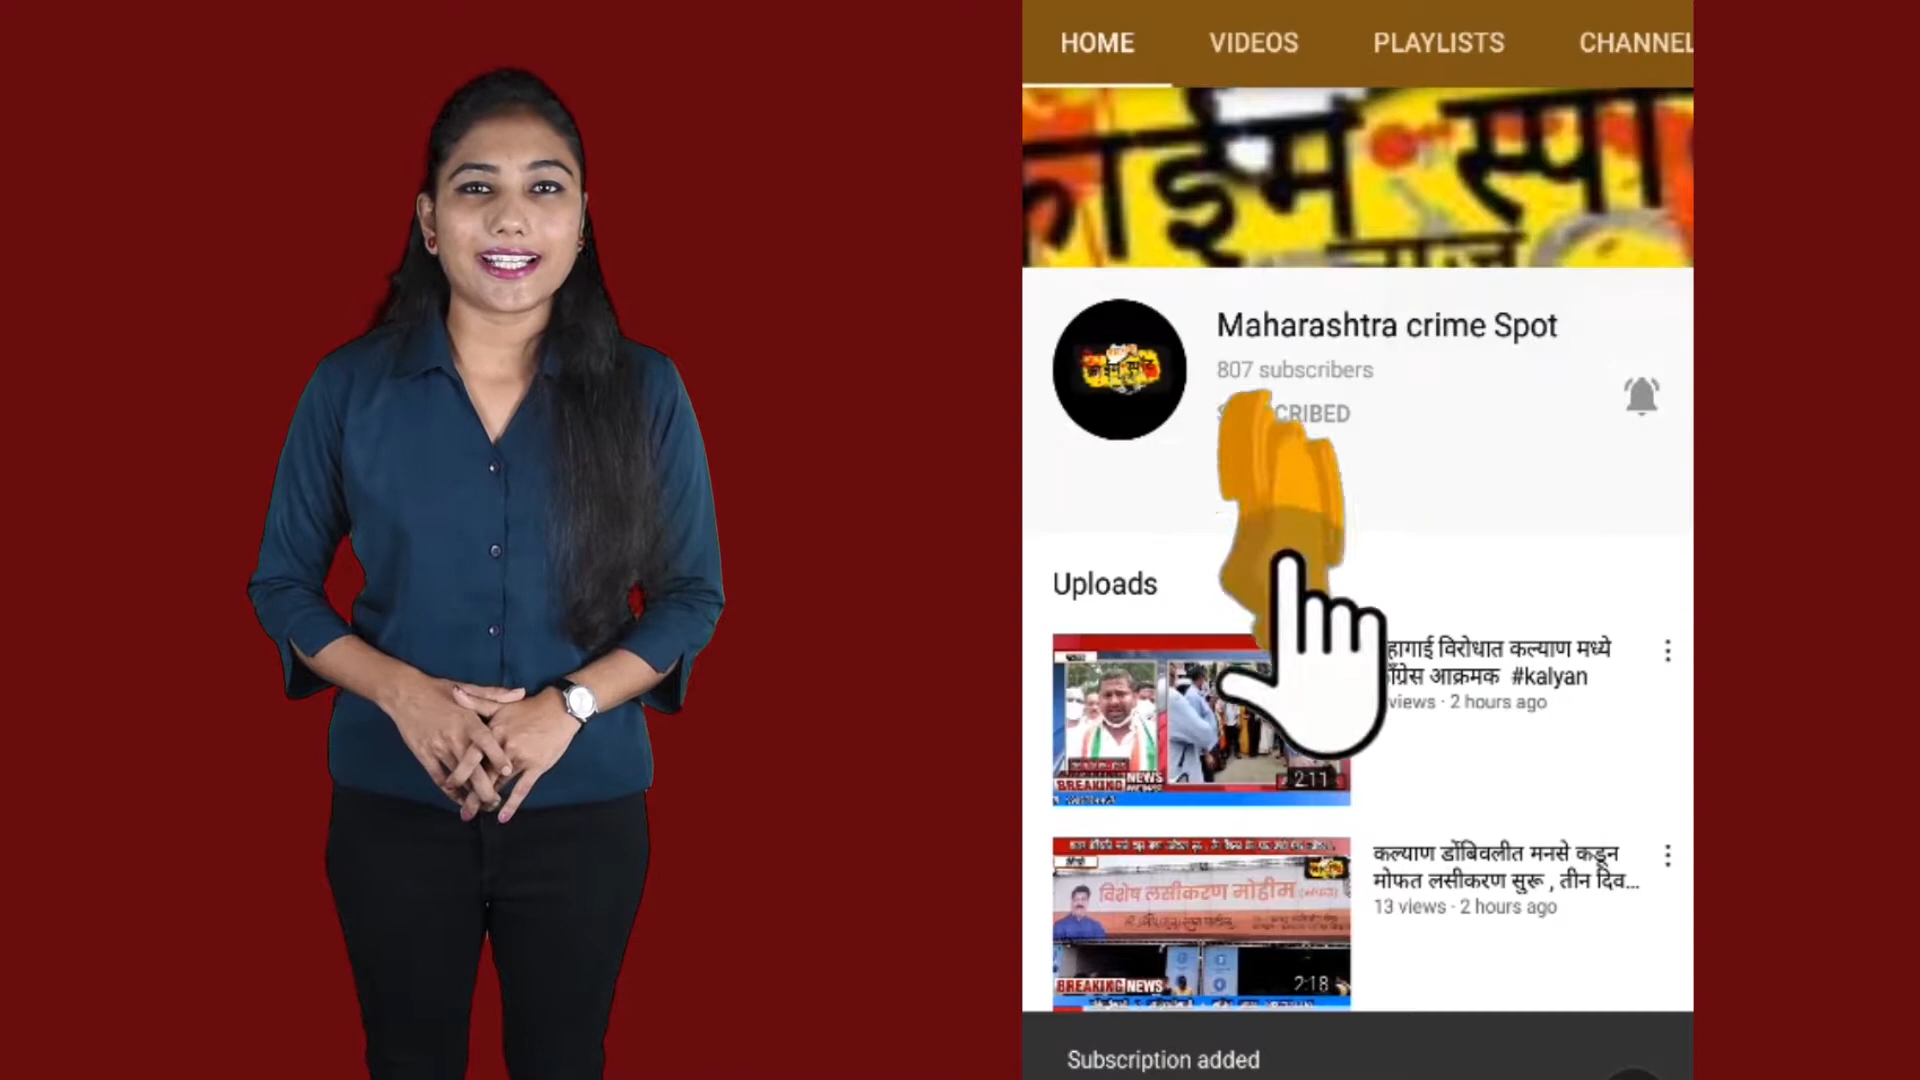 HOME VIDEOS PLAYLISTS CHANNEL
क्राईम स्पॉ
Maharashtra crime Spot
807 subscribers
CRIBED
Uploads
हागाई विरोधात कल्याण मध्ये
ँग्रेस आक्रमक #kalyan
views · 2 hours ago
BREAKING NEWS
2:11
कल्याण डोंबिवलीत मनसे कडून
मोफत लसीकरण सुरू , तीन दिव...
13 views · 2 hours ago
विशेष लसीकरण मोहीम
BREAKING NEWS
2:18
Subscription added